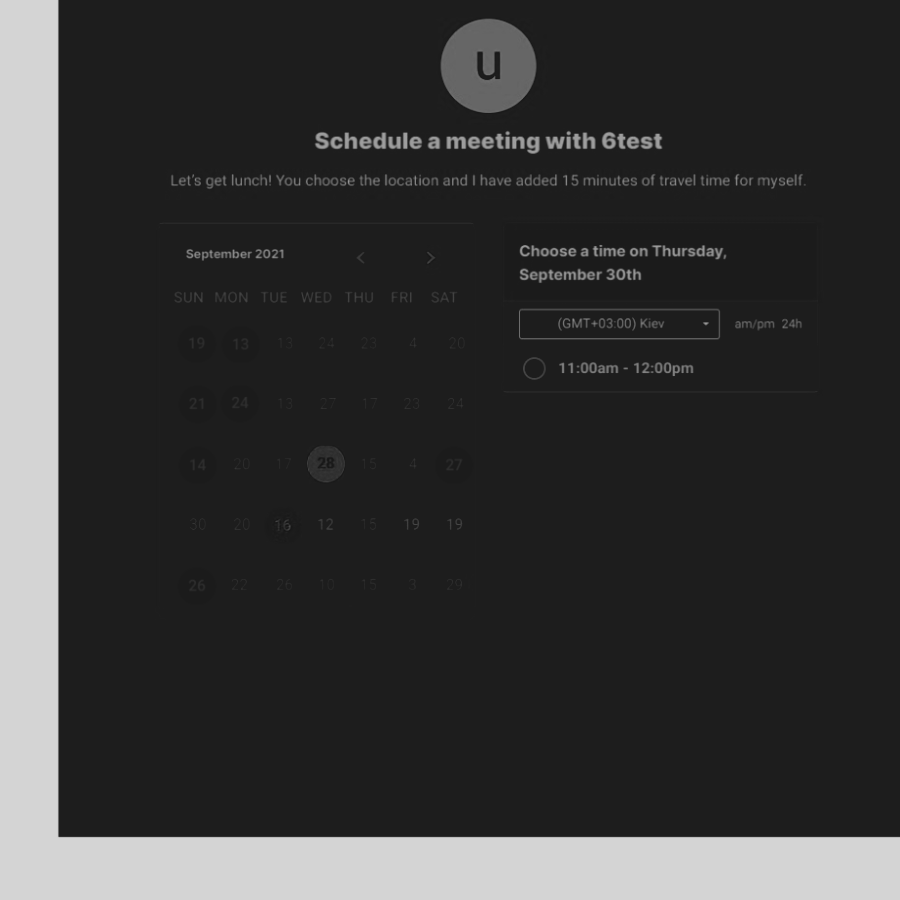 u
Schedule a meeting with 6test
Let's get lunch! You choose the location and I have added 15 minutes of travel time for myself.
September 2021
SUN MON TUE WED THU FRI SAT
19 13 13 24 23 4 20
21 24 13 27 17 23 24
14 20 17 28 15 4 27
30 20 16 12 15 19 19
26 22 26 10 15 3 29
Choose a time on Thursday,
September 30th
(GMT+03:00) Kiev am/pm 24h
11:00am - 12:00pm